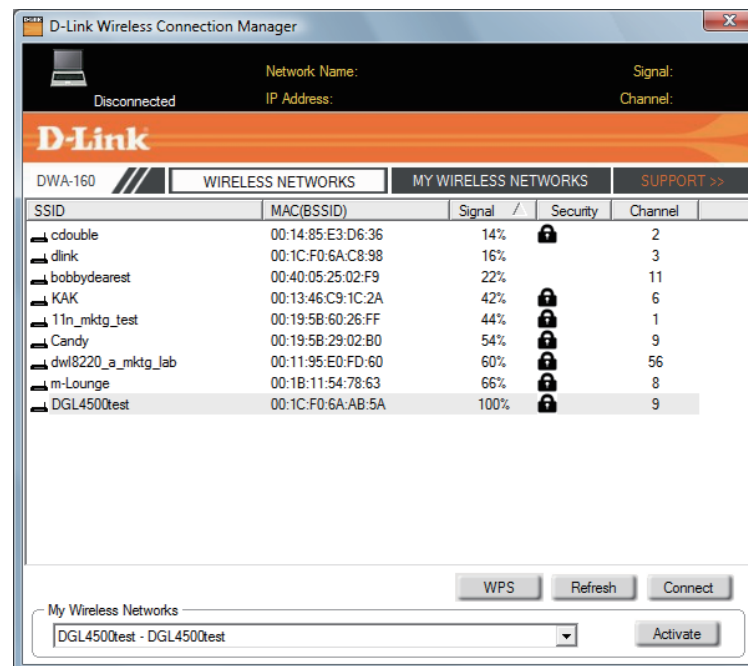 D-Link Wireless Connection Manager
Network Name: Signal:
Disconnected IP Address: Channel:
D-Link
DWA-160 WIRELESS NETWORKS MY WIRELESS NETWORKS SUPPORT >>
SSID MAC(BSSID) Signal Security Channel
cdouble 00:14:85:E3:D6:36 14% 2
dlink 00:1C:F0:6A:C8:98 16% 3
bobbydearest 00:40:05:25:02:F9 22% 11
KAK 00:13:46:C9:1C:2A 42% 6
11n_mktg_test 00:19:5B:60:26:FF 44% 1
Candy 00:19:5B:29:02:B0 54% 9
dwl8220_a_mktg_lab 00:11:95:E0:FD:60 60% 56
m-Lounge 00:1B:11:54:78:63 66% 8
DGL4500test 00:1C:F0:6A:AB:5A 100% 9
WPS Refresh Connect
My Wireless Networks
DGL4500test - DGL4500test Activate